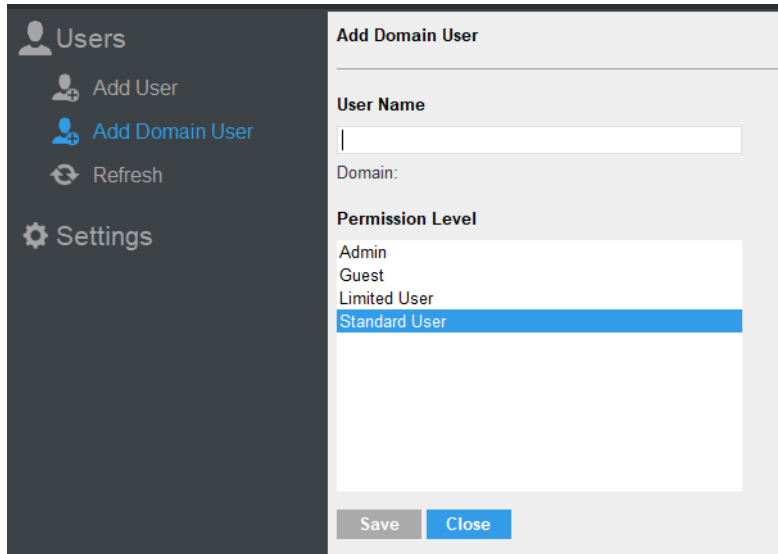 Users
Add User
Add Domain User
Refresh
Settings
Add Domain User
User Name
Domain:
Permission Level
Admin
Guest
Limited User
Standard User
Save
Close